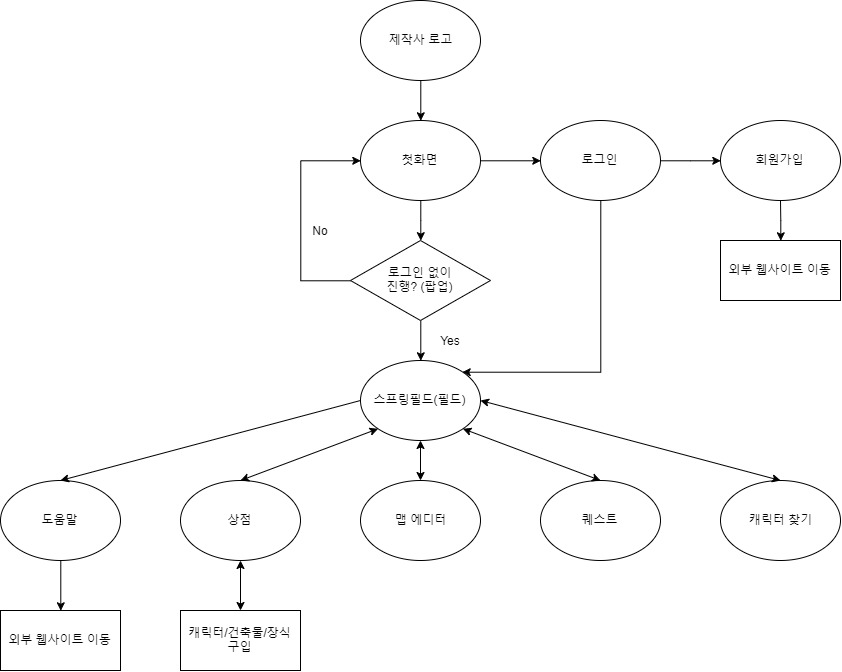 제작사 로고
첫화면
로그인
회원가입
No
로그인 없이
진행? (팝업)
외부 웹사이트 이동
Yes
스프링필드(필드)
도움말
상점
맵 에디터
퀘스트
캐릭터 찾기
외부 웹사이트 이동
캐릭터/건축물/장식
구입